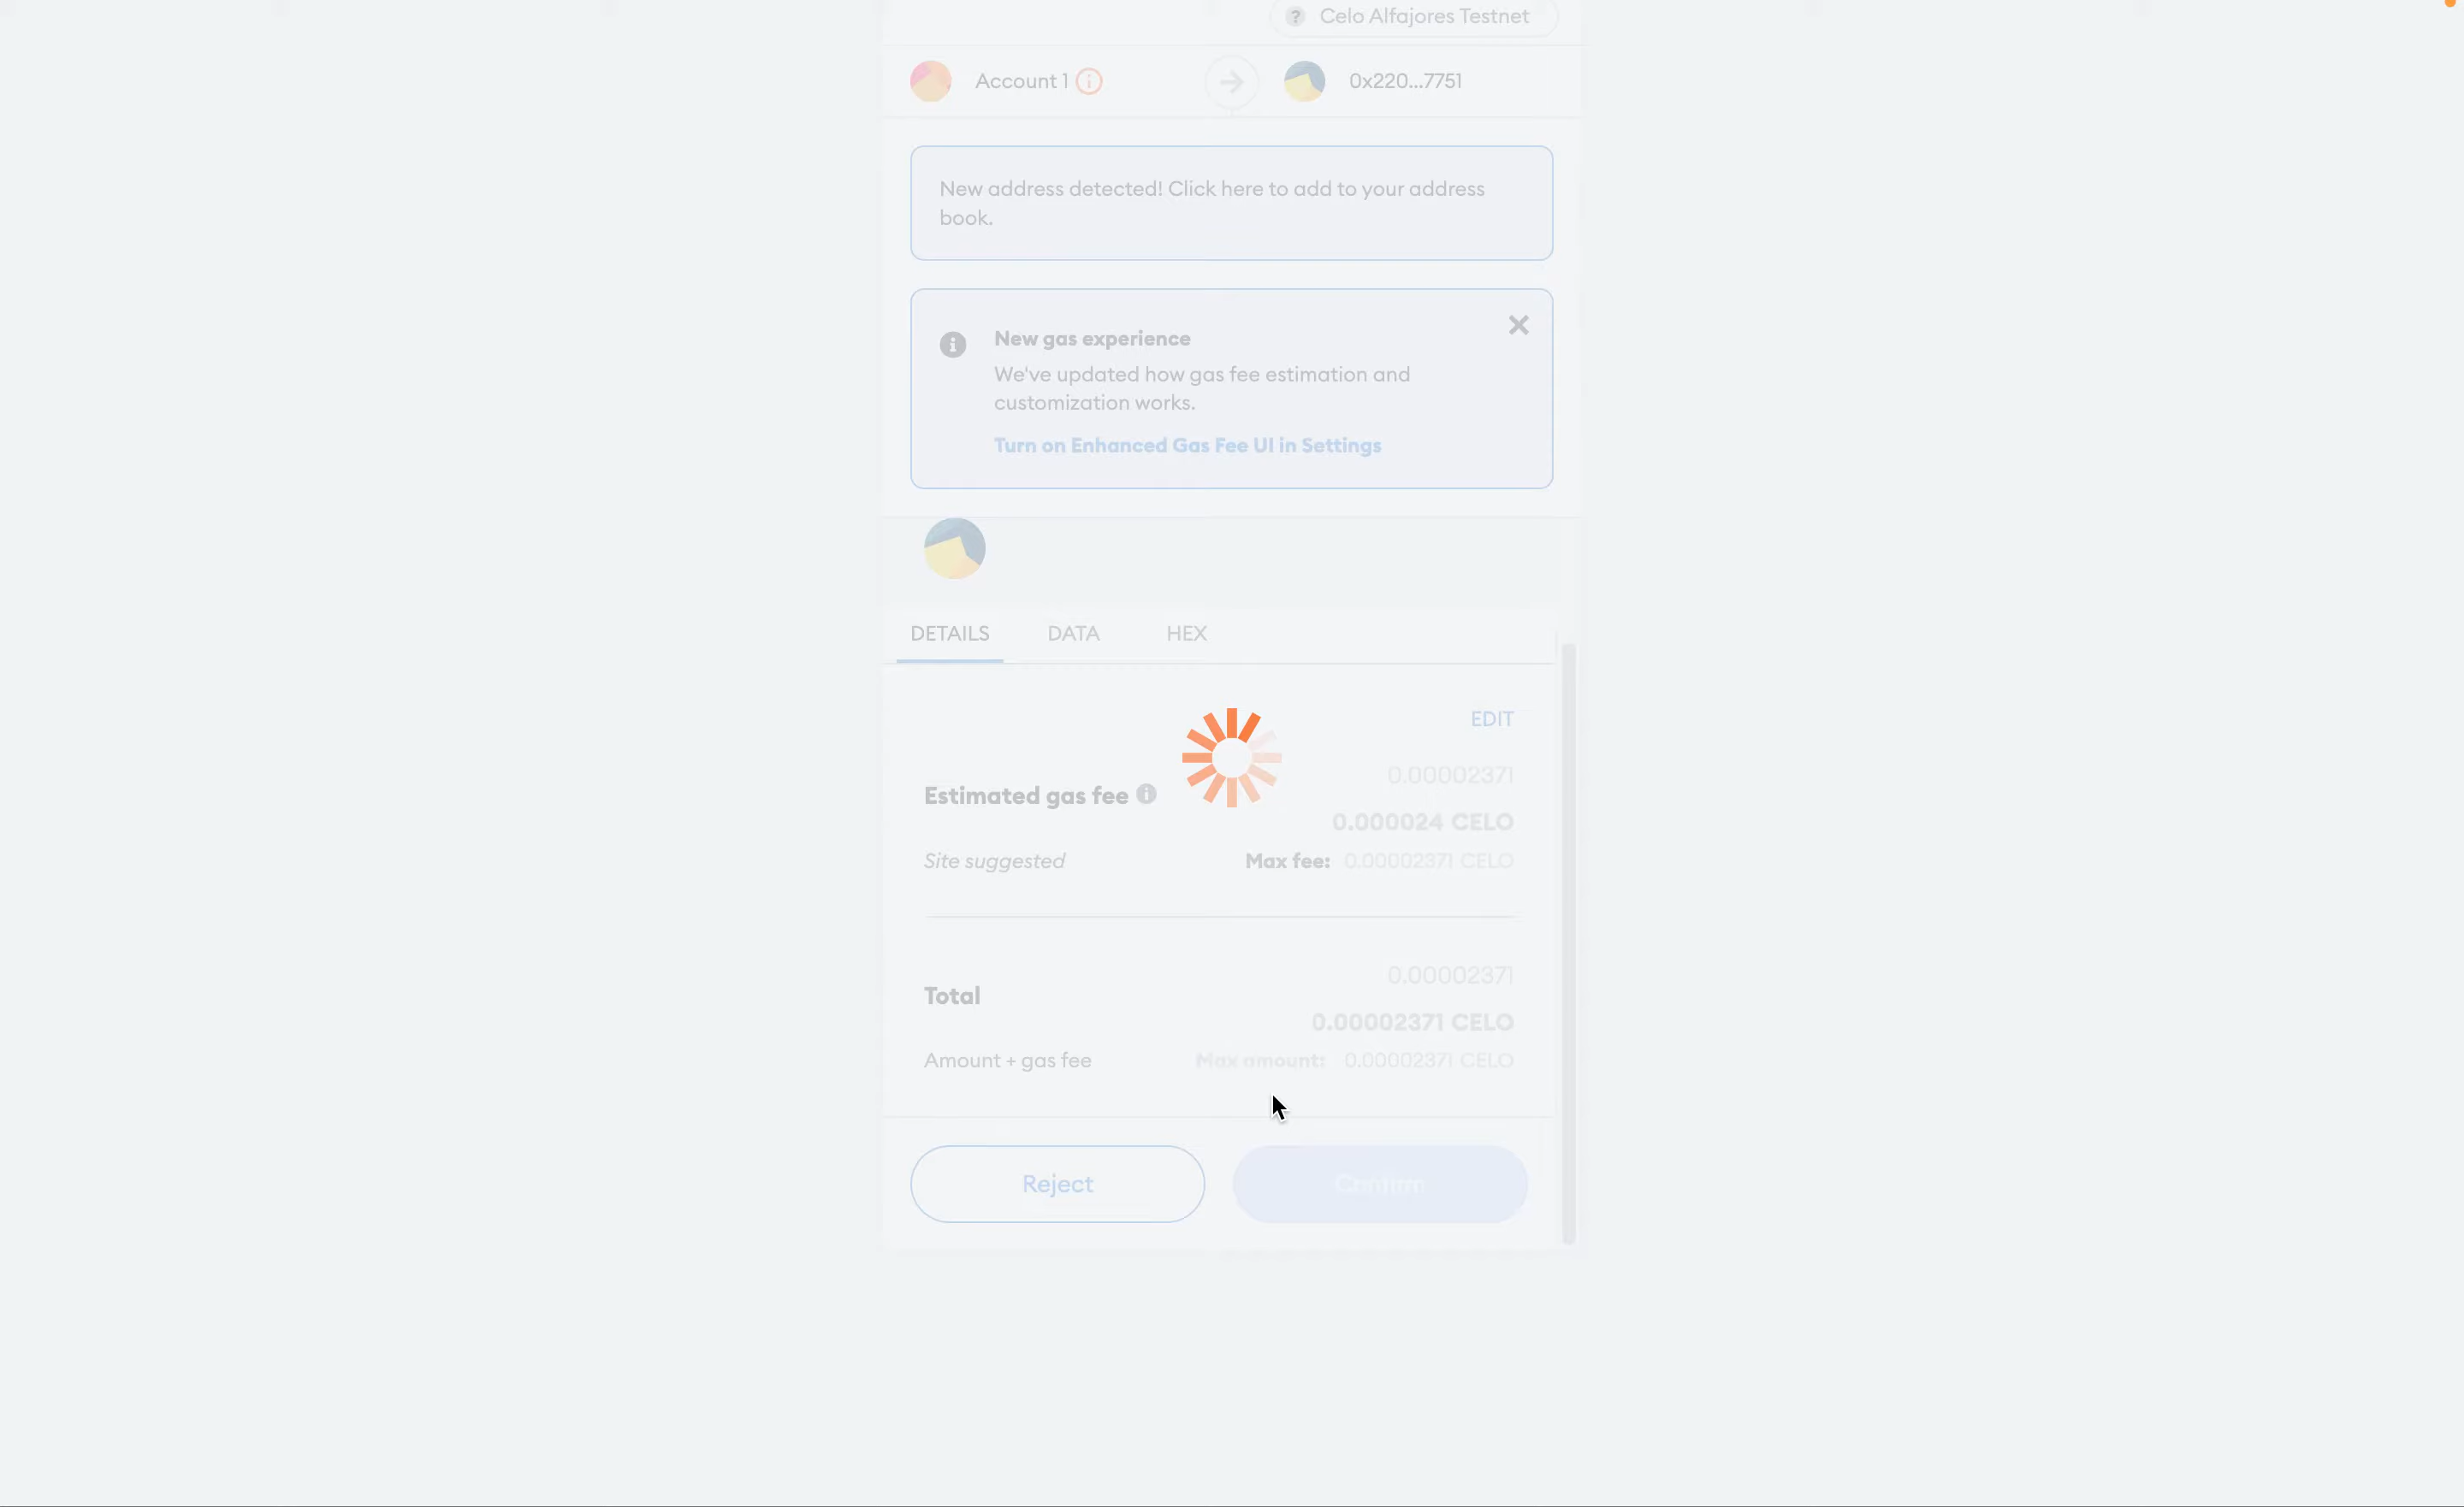 Celo Alfajores Testnet
Account 1
0x220...7751
New address detected! Click here to add to your address
book.
New gas experience
We've updated how gas fee estimation and
customization works.
Turn on Enhanced Gas Fee UI in Settings
DETAILS DATA HEX
EDIT
0.00002371
Estimated gas fee
0.000024 CELO
Site suggested
Max fee: 0.00002371 CELO
0.00002371
Total
0.00002371 CELO
Amount + gas fee
Max amount: 0.00002371 CELO
Reject
Confirm